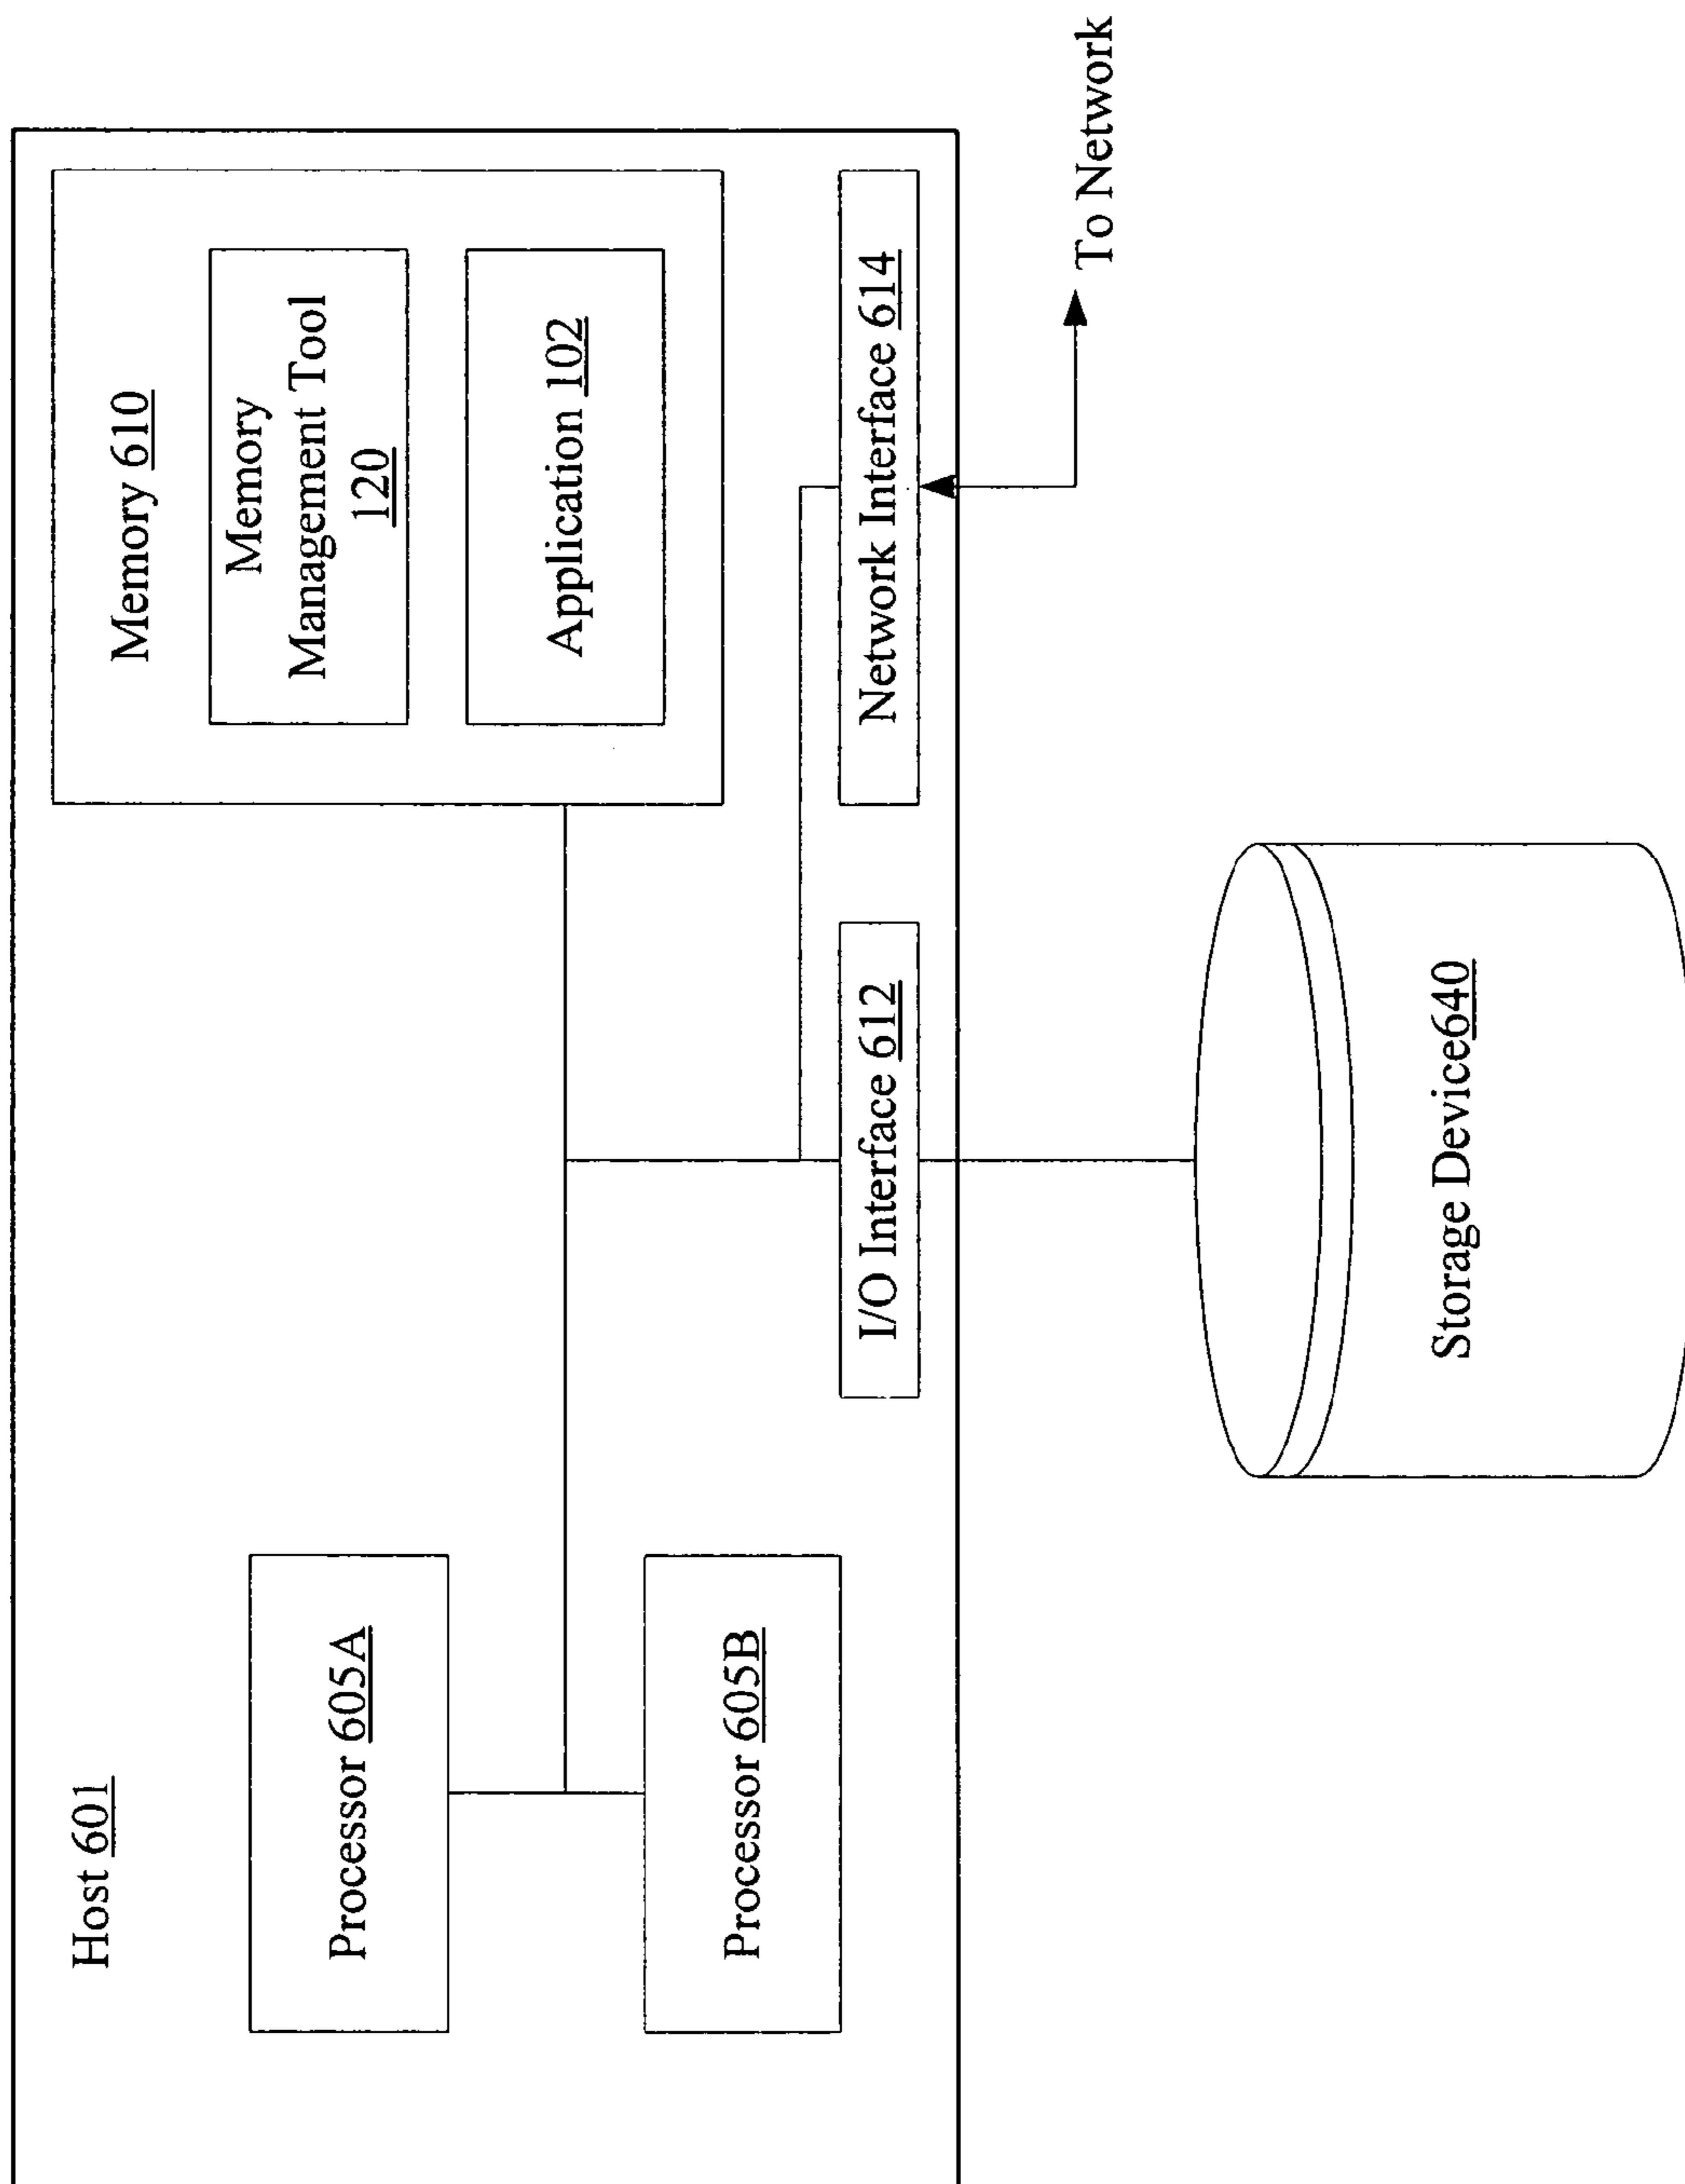 Host 601
Processor 605A
Processor 605B
Memory 610
Memory
Management Tool
120
Application 102
I/O Interface 612
Network Interface 614
To Network
Storage Device640